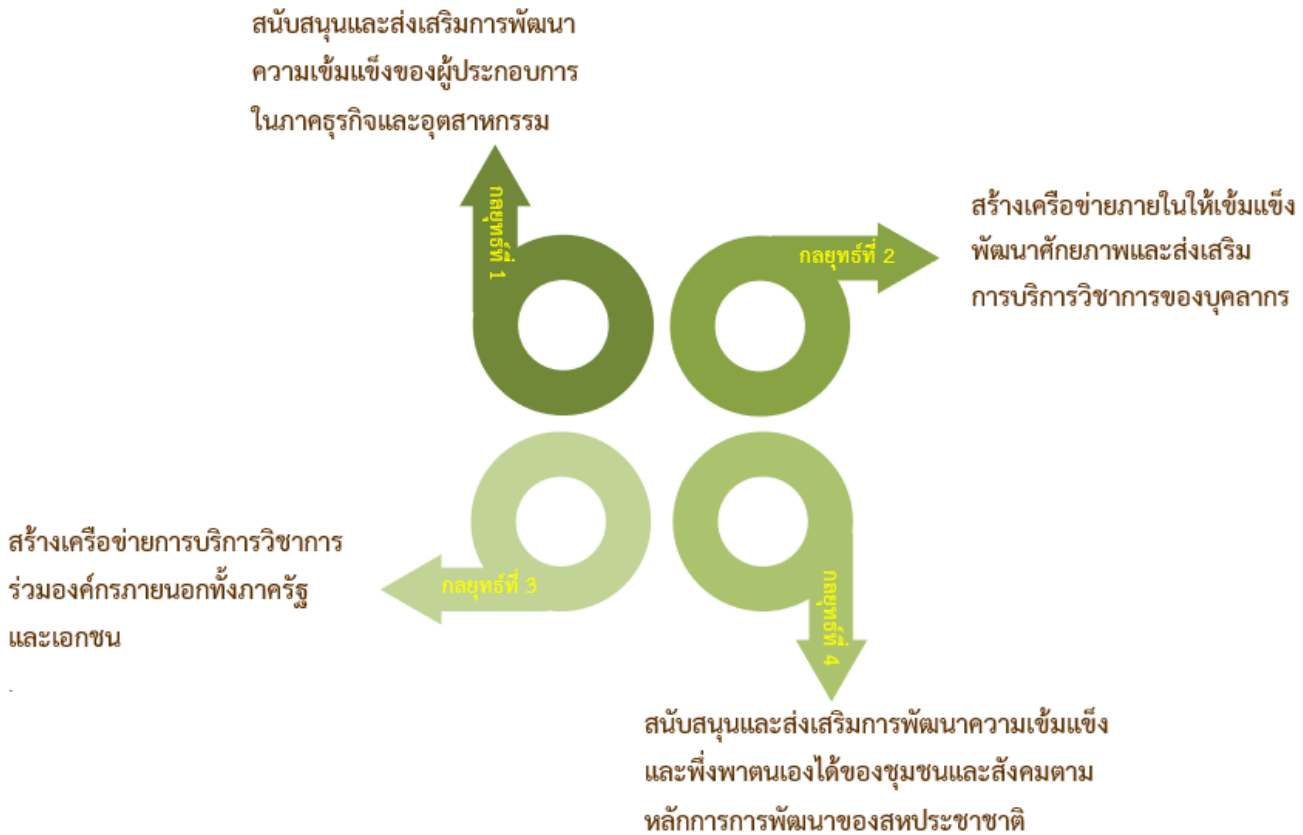 สนับสนุนและส่งเสริมการพัฒนา
ความเข้มแข็งของผู้ประกอบการ
ในภาคธุรกิจและอุตสาหกรรม
กลยุทธ์ที่ 1
กลยุทธ์ที่ 2
สร้างเครือข่ายภายในให้เข้มแข็ง
พัฒนาศักยภาพและส่งเสริม
การบริการวิชาการของบุคลากร
สร้างเครือข่ายการบริการวิชาการ
ร่วมองค์กรภายนอกทั้งภาครัฐ
และเอกชน
.
กลยุทธ์ที่ 3
กลยุทธ์ที่ 4
สนับสนุนและส่งเสริมการพัฒนาความเข้มแข็ง
และพึ่งพาตนเองได้ของชุมชนและสังคมตาม
หลักการการพัฒนาของสหประชาชาติ